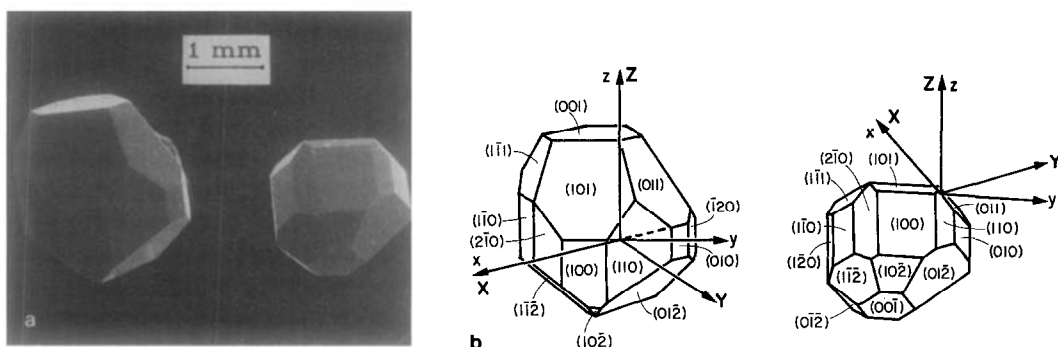 1 mm
a
z Z
(001)
(11̄1)
(101)
(011)
(11̄0)
(21̄0)
(1̄20)
y
x
X
(100)
(110)
(010)
Y
(11̄2̄)
(012̄)
(102̄)
b
Z z
X
x
(101)
(21̄0)
(11̄1)
Y
y
(011)
(11̄0)
(100)
(110)
(010)
(12̄0)
(11̄2̄)
(102̄)
(012̄)
(001̄)
(01̄2̄)